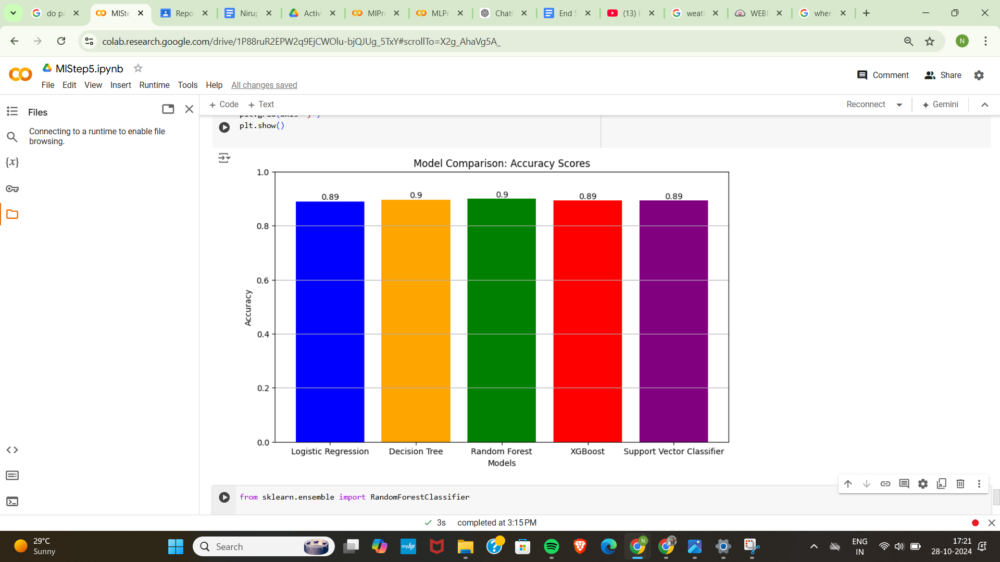 do pa
MlSte
Repo
Nirup
Activ
MlPr
MLPr
Chat
End S
(13)
weat
WEBI
wher
colab.research.google.com/drive/1P88ruR2EPW2q9EjCWOlu-bjQJUg_5TxY#scrollTo=X2g_AhaVg5A_
N
MlStep5.ipynb
Comment
Share
File Edit View Insert Runtime Tools Help All changes saved
Files
+ Code + Text
Reconnect
Gemini
Connecting to a runtime to enable file
browsing.
{x}
plt.show()
Model Comparison: Accuracy Scores
1.0
0.8
0.6
0.4
0.2
0.0
Accuracy
0.89 0.9 0.9 0.89 0.89
Logistic Regression Decision Tree Random Forest XGBoost Support Vector Classifier
Models
from sklearn.ensemble import RandomForestClassifier
3s completed at 3:15 PM
29°C
Sunny
Search
myhp
N
ENG
IN
17:21
28-10-2024